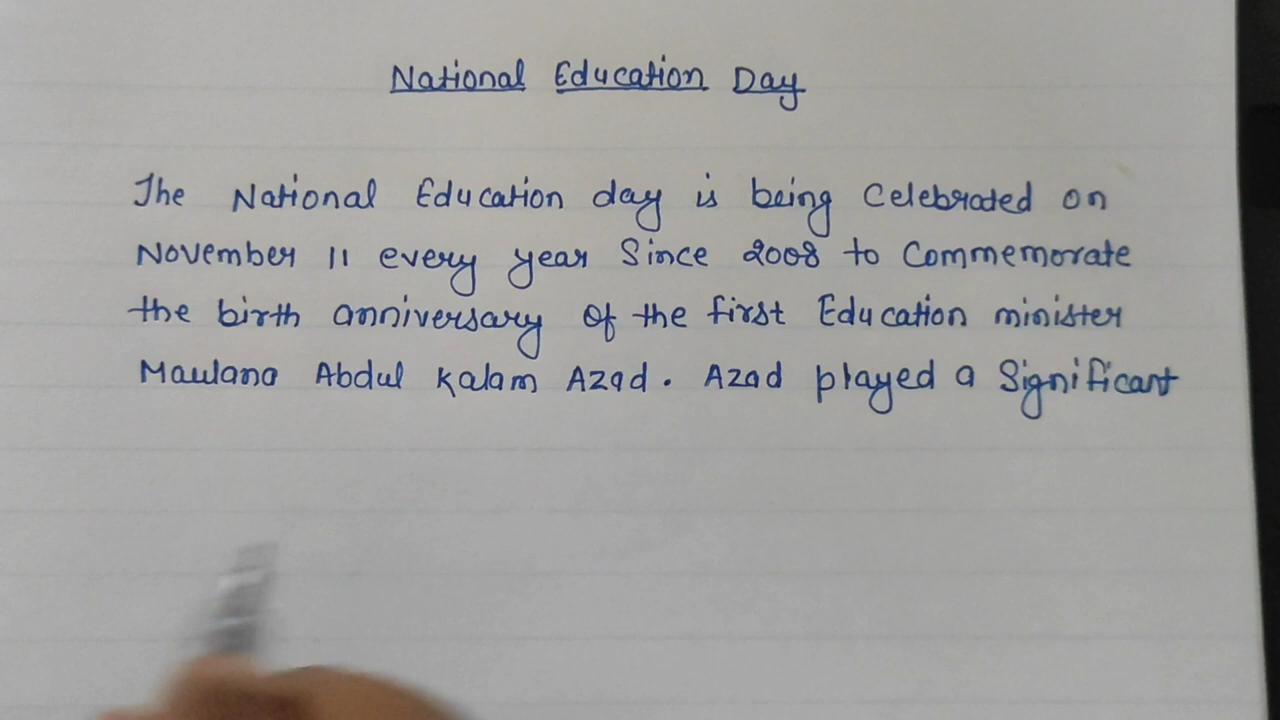 National Education Day
The National Education day is being Celebrated on
November 11 every year Since 2008 to Commemorate
the birth anniversary of the first Education minister
Maulana Abdul Kalam Azad. Azad played a Significant